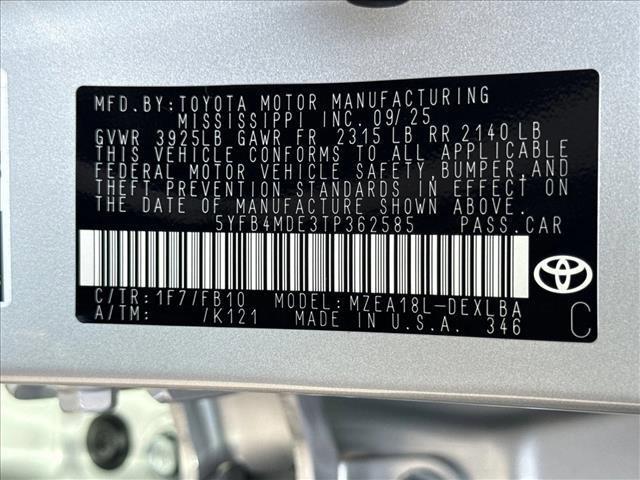 MFD. BY: TOYOTA MOTOR MANUFACTURING
MISSISSIPPI INC. 09/25
GVWR 3925LB GAWR FR 2315 LB RR 2140 LB
THIS VEHICLE CONFORMS TO ALL APPLICABLE
FEDERAL MOTOR VEHICLE SAFETY, BUMPER, AND
THEFT PREVENTION STANDARDS IN EFFECT ON
THE DATE OF MANUFACTURE SHOWN ABOVE.
5YFB4MDE3TP362585 PASS. CAR
C/TR: 1F7/FB10 MODEL: MZEA18L-DEXLBA
A/TM: /K121 MADE IN U.S.A. 346 C